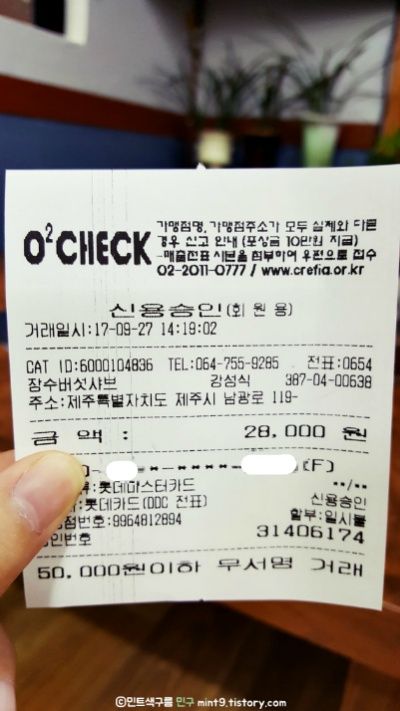 O²CHECK
가맹점명, 가맹점주소가 모두 실제와 다른
경우 신고 안내 (포상금 10만원 지급)
-매출전표 사본을 첨부하여 우편으로 접수
02-2011-0777 / www.crefia.or.kr
신용승인(회원용)
거래일시:17-09-27 14:19:02
CAT ID:6000104836 TEL:064-755-9285 전표:0654
장수버섯샤브 강성식 387-04-00638
주소:제주특별자치도 제주시 남광로 119-
금 액 : 28,000 원
**-****- (F)
**/**
류:롯데마스터카드 신용승인
사:롯데카드(DDC 전표) 할부:일시불
점번호:9964812894
인번호 31406174
50,000원이하 무서명 거래
ⓒ민트색구름 민구 mint9.tistory.com